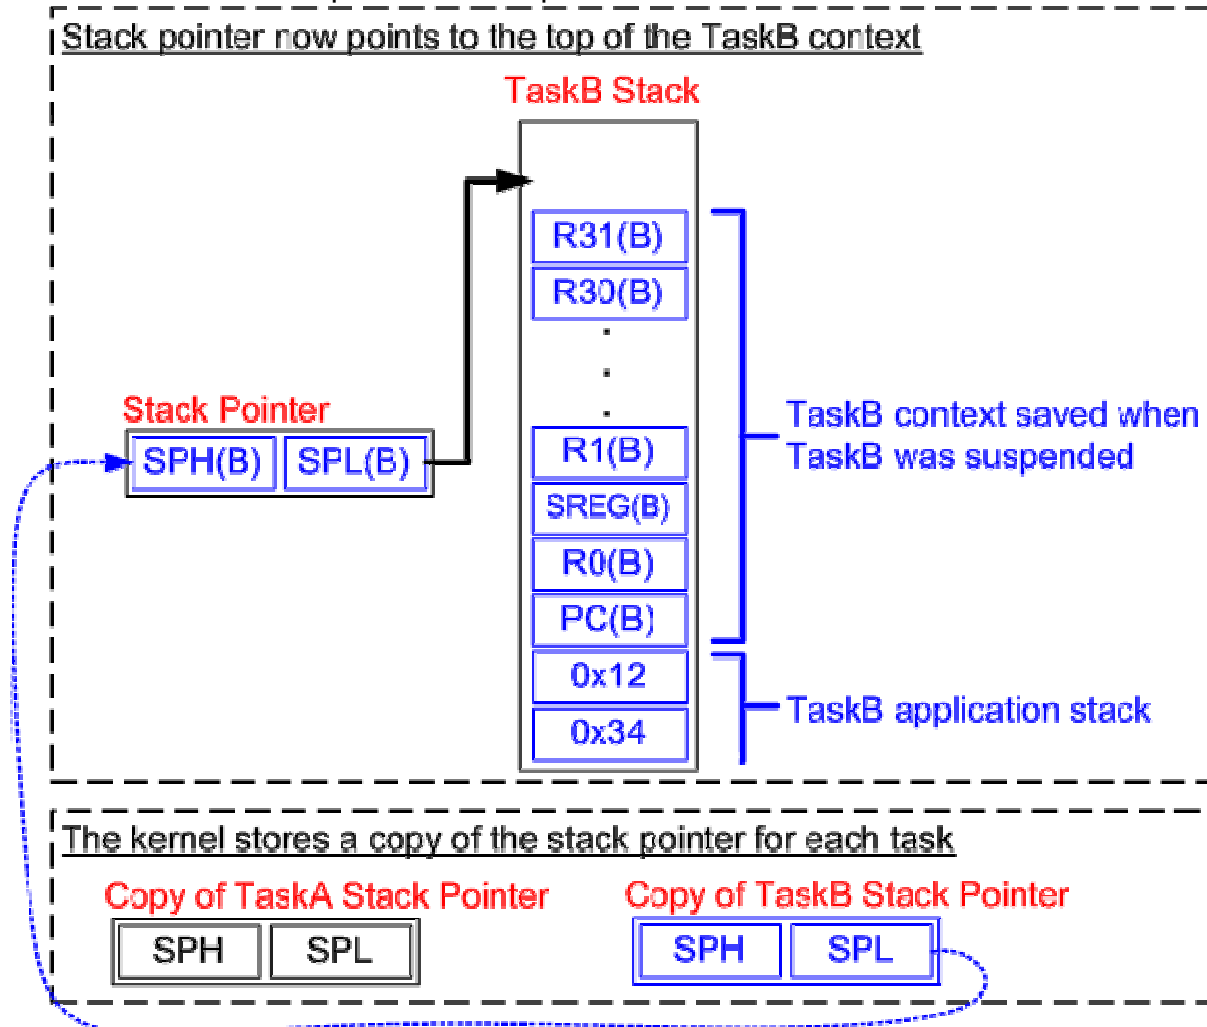 Stack pointer now points to the top of the TaskB context
TaskB Stack
R31(B)
R30(B)
.
.
.
Stack Pointer
SPH(B) SPL(B)
R1(B)
SREG(B)
R0(B)
PC(B)
0x12
0x34
TaskB context saved when
TaskB was suspended
TaskB application stack
The kernel stores a copy of the stack pointer for each task
Copy of TaskA Stack Pointer
SPH SPL
Copy of TaskB Stack Pointer
SPH SPL